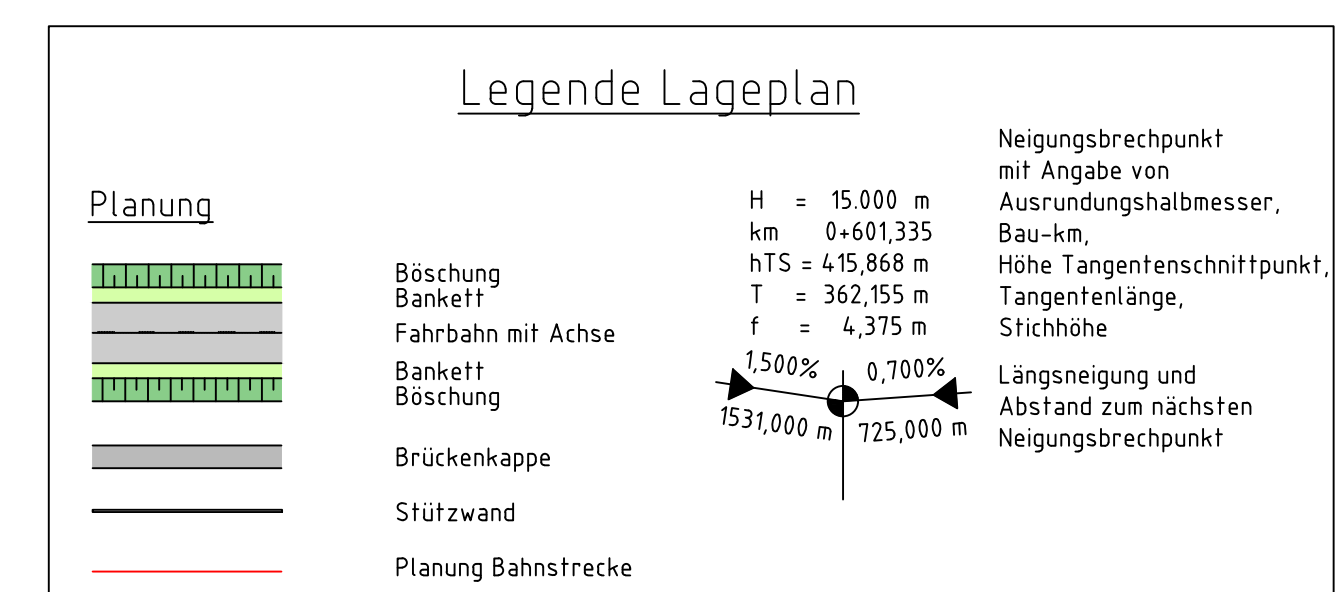 Legende Lageplan
Planung
Böschung
Bankett
Fahrbahn mit Achse
Bankett
Böschung
Brückenkappe
Stützwand
Planung Bahnstrecke
H = 15.000 m
km 0+601,335
hTS = 415,868 m
T = 362,155 m
f = 4,375 m
1,500% 0,700%
1531,000 m 725,000 m
Neigungsbrechpunkt
mit Angabe von
Ausrundungshalbmesser,
Bau-km,
Höhe Tangentenschnittpunkt,
Tangentenlänge,
Stichhöhe
Längsneigung und
Abstand zum nächsten
Neigungsbrechpunkt